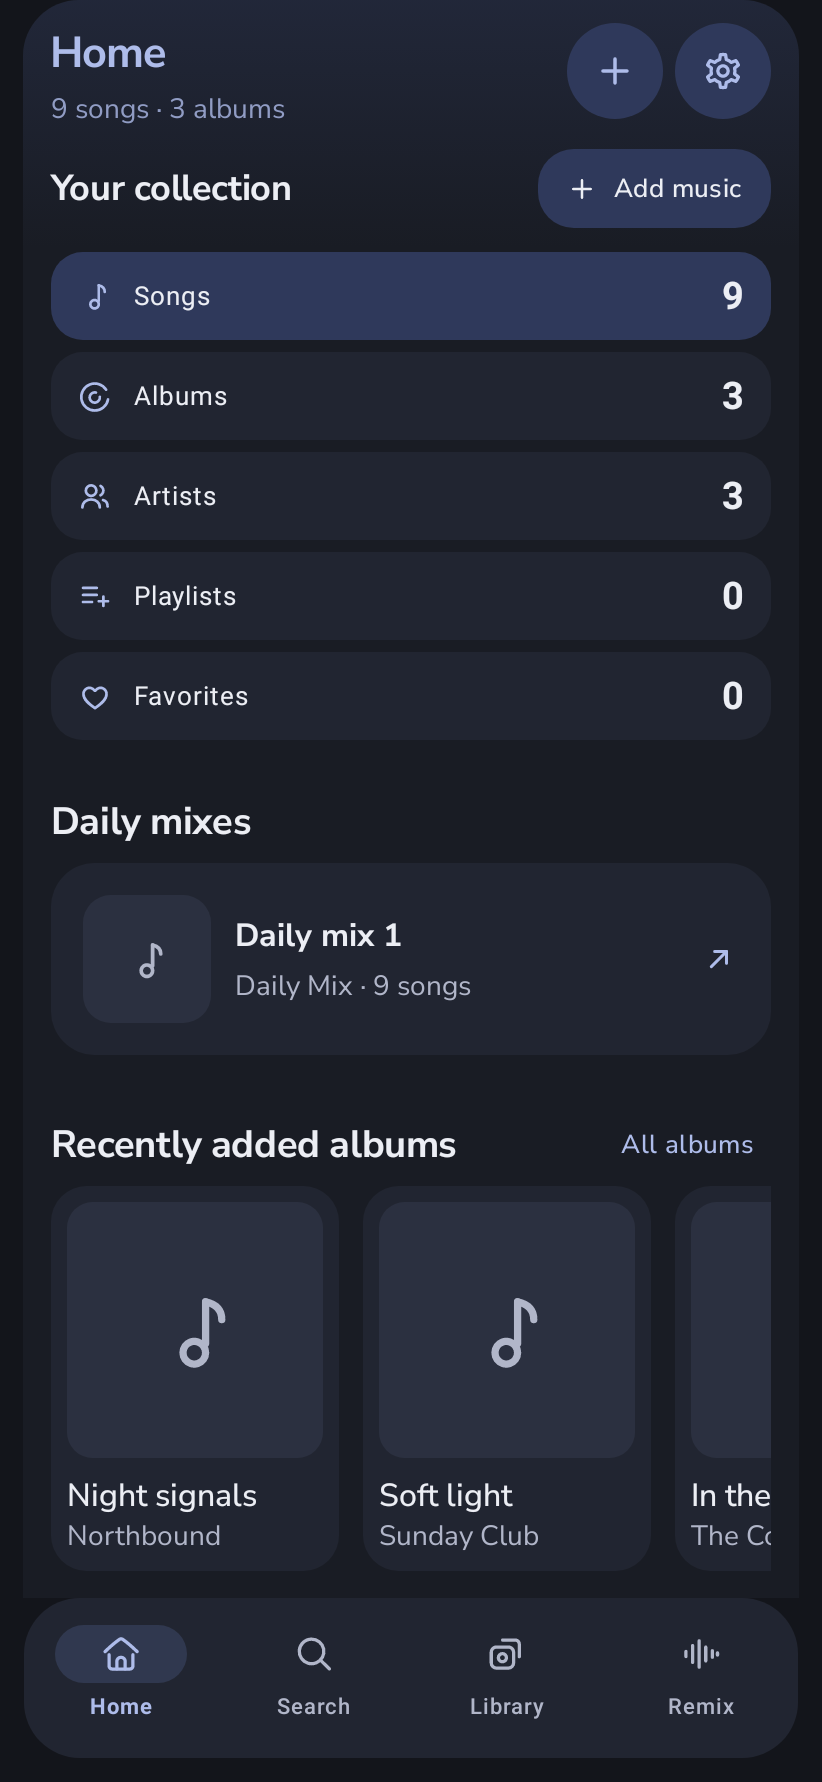 Home
9 songs · 3 albums
Your collection
Add music
Songs 9
Albums 3
Artists 3
Playlists 0
Favorites 0
Daily mixes
Daily mix 1
Daily Mix · 9 songs
Recently added albums
All albums
Night signals
Northbound
Soft light
Sunday Club
In the
The
Home
Search
Library
Remix